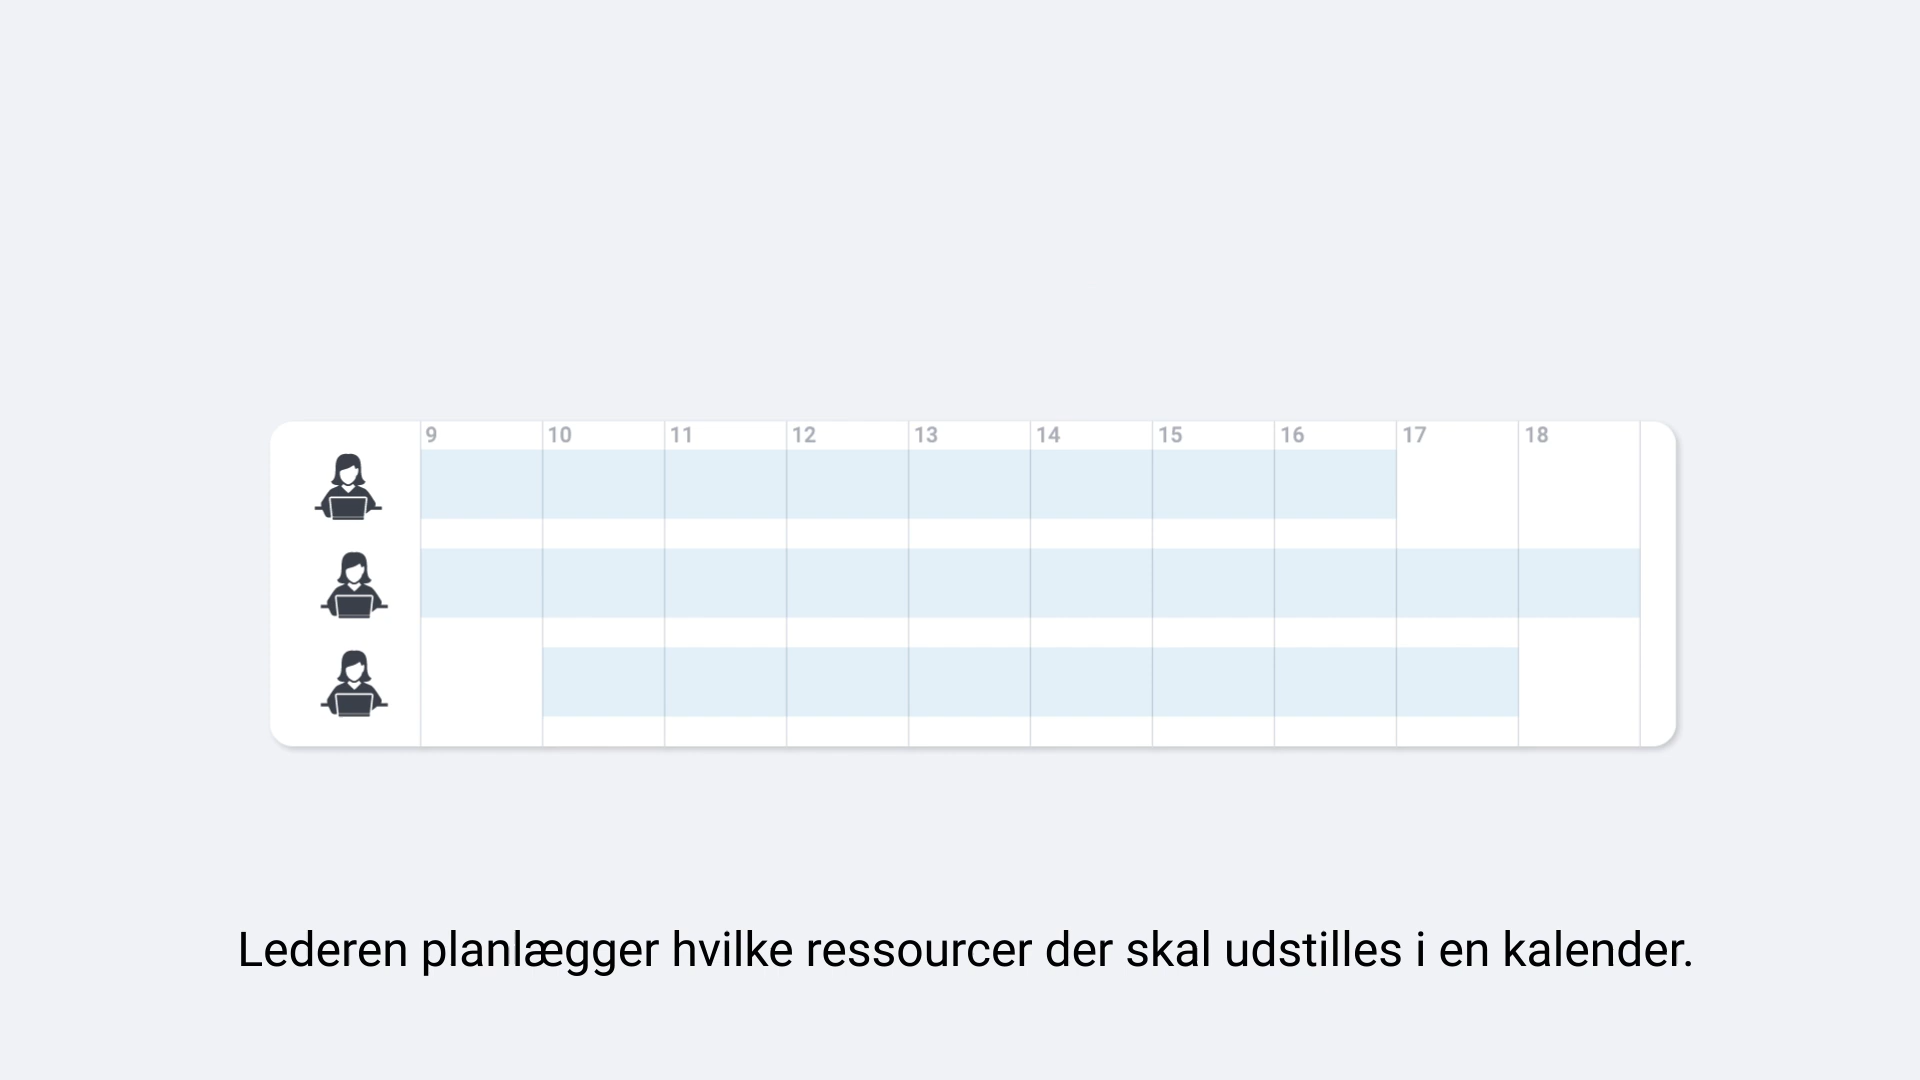 9 10 11 12 13 14 15 16 17 18
Lederen planlægger hvilke ressourcer der skal udstilles i en kalender.